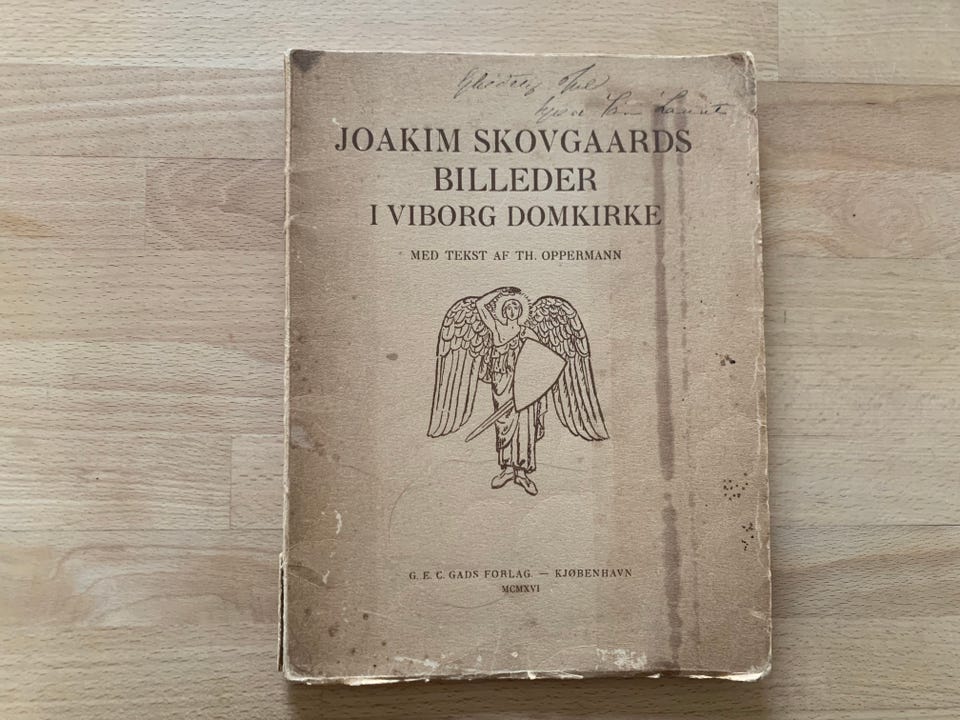 JOAKIM SKOVGAARDS
BILLEDER
I VIBORG DOMKIRKE
MED TEKST AF TH. OPPERMANN
G. E. C. GADS FORLAG. — KJØBENHAVN
MCMXVI